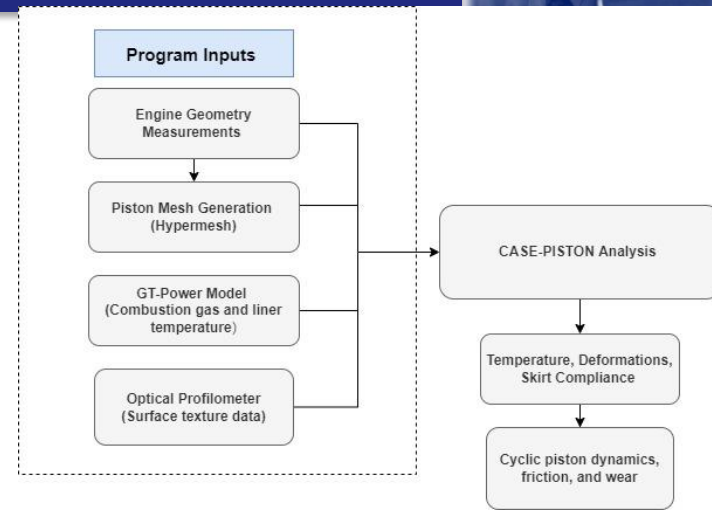 Program Inputs
Engine Geometry
Measurements
Piston Mesh Generation
(Hypermesh)
GT-Power Model
(Combustion gas and liner
temperature)
Optical Profilometer
(Surface texture data)
CASE-PISTON Analysis
Temperature, Deformations,
Skirt Compliance
Cyclic piston dynamics,
friction, and wear